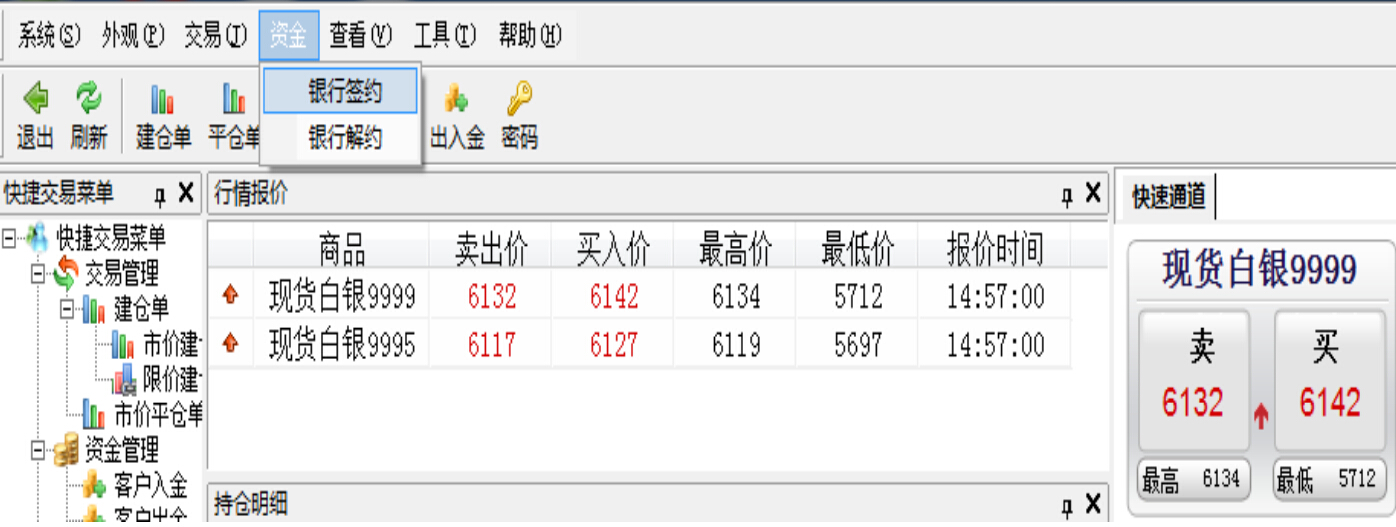 系统(S) 外观(P) 交易(T) 资金 查看(V) 工具(T) 帮助(H)
银行签约
银行解约
退出 刷新 建仓单 平仓单 出入金 密码
快捷交易菜单
快捷交易菜单
交易管理
建仓单
市价建
限价建
市价平仓单
资金管理
客户入金
客户出金
行情报价
商品 卖出价 买入价 最高价 最低价 报价时间
现货白银9999 6132 6142 6134 5712 14:57:00
现货白银9995 6117 6127 6119 5697 14:57:00
持仓明细
快速通道
现货白银9999
卖 买
6132 6142
最高 6134 最低 5712